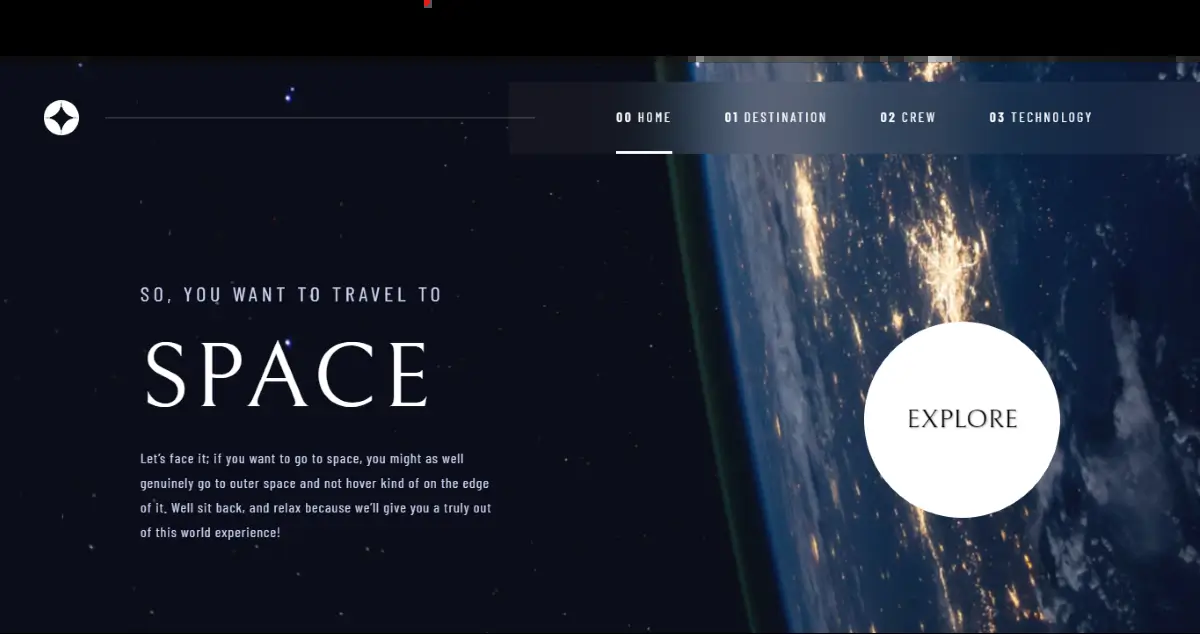 00 HOME 01 DESTINATION 02 CREW 03 TECHNOLOGY
SO, YOU WANT TO TRAVEL TO
SPACE
Let's face it; if you want to go to space, you might as well
genuinely go to outer space and not hover kind of on the edge
of it. Well sit back, and relax because we'll give you a truly out
of this world experience!
EXPLORE